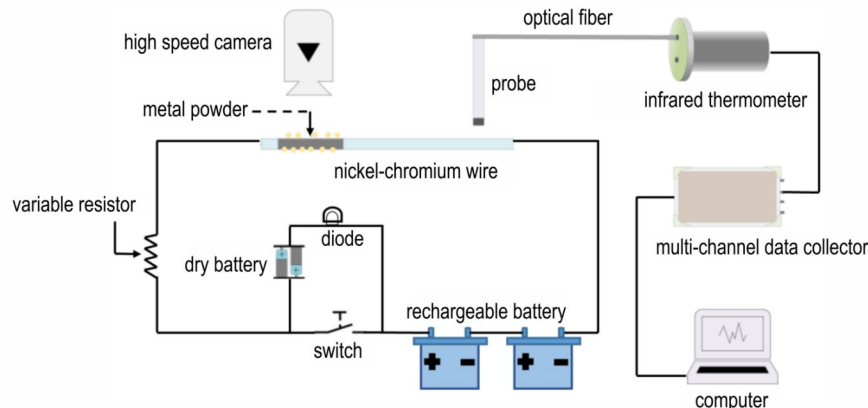 optical fiber
high speed camera
probe
infrared thermometer
metal powder
nickel-chromium wire
variable resistor
diode
dry battery
multi-channel data collector
rechargeable battery
switch
computer